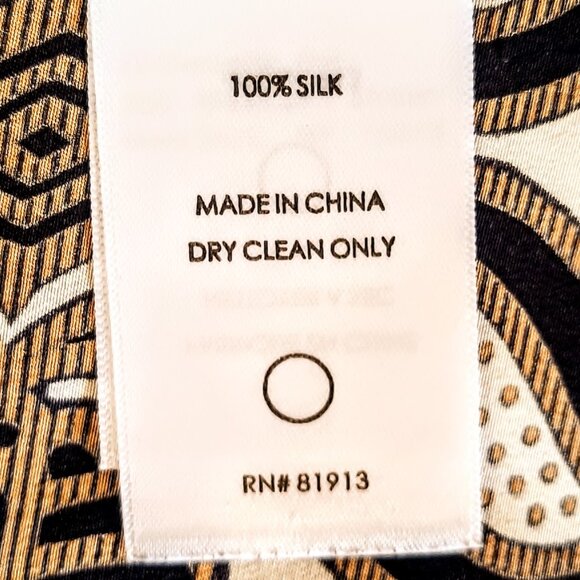 100% SILK
MADE IN CHINA
DRY CLEAN ONLY
RN# 81913